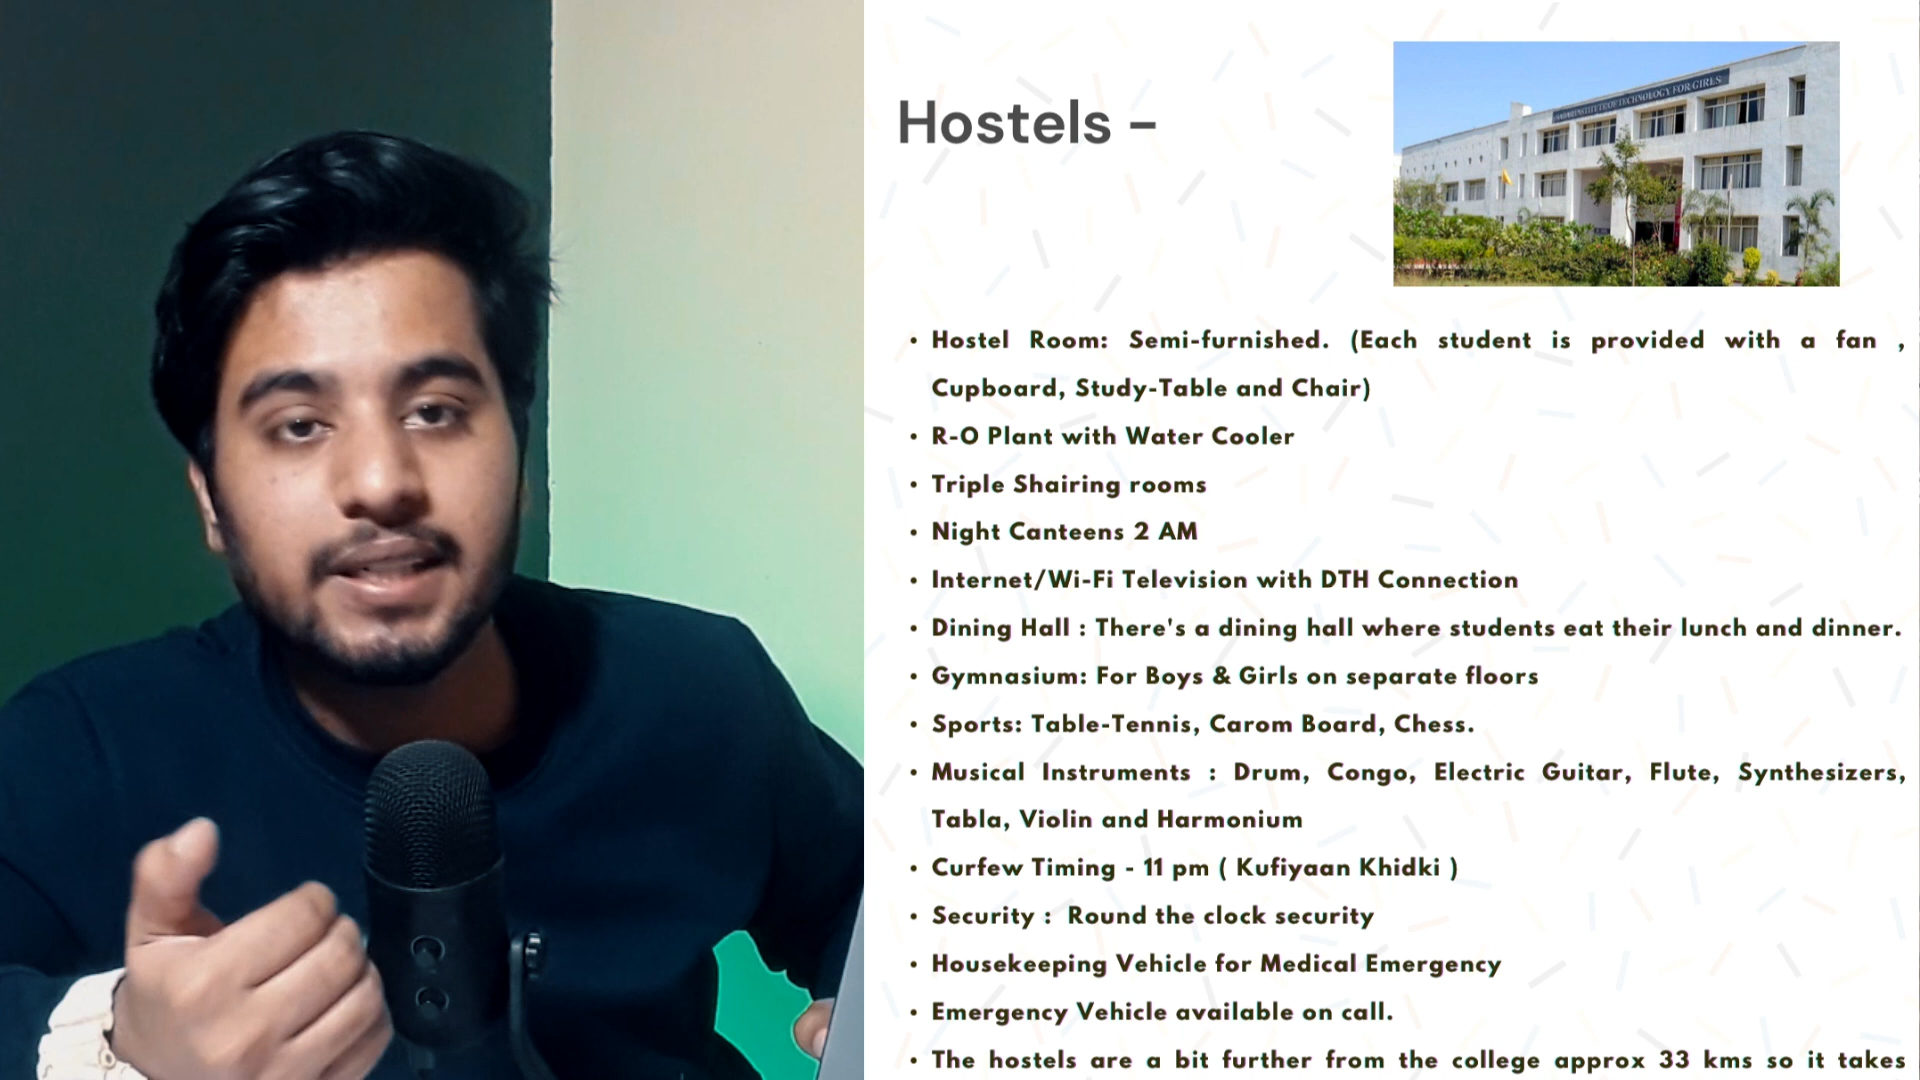 Hostels –
INSTITUTE OF TECHNOLOGY FOR GIRLS
• Hostel Room: Semi-furnished. (Each student is provided with a fan ,
Cupboard, Study-Table and Chair)
• R-O Plant with Water Cooler
• Triple Shairing rooms
• Night Canteens 2 AM
• Internet/Wi-Fi Television with DTH Connection
• Dining Hall : There's a dining hall where students eat their lunch and dinner.
• Gymnasium: For Boys & Girls on separate floors
• Sports: Table-Tennis, Carom Board, Chess.
• Musical Instruments : Drum, Congo, Electric Guitar, Flute, Synthesizers,
Tabla, Violin and Harmonium
• Curfew Timing - 11 pm ( Kufiyaan Khidki )
• Security : Round the clock security
• Housekeeping Vehicle for Medical Emergency
• Emergency Vehicle available on call.
• The hostels are a bit further from the college approx 33 kms so it takes